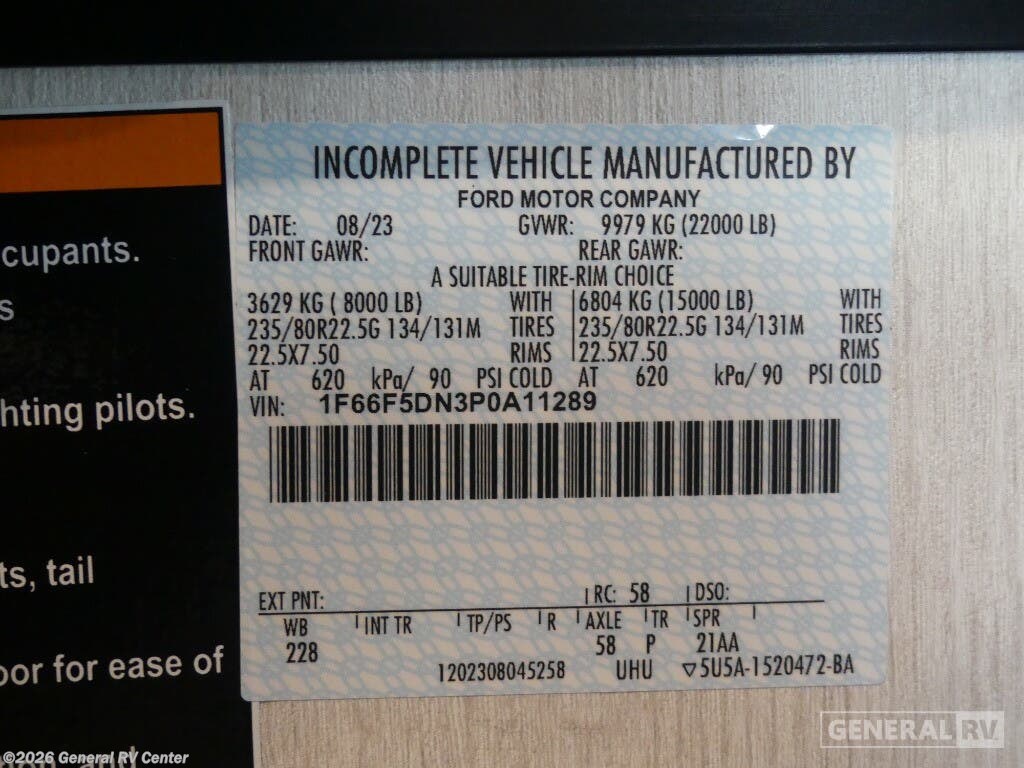 INCOMPLETE VEHICLE MANUFACTURED BY
FORD MOTOR COMPANY
DATE: 08/23 GVWR: 9979 KG (22000 LB)
FRONT GAWR: REAR GAWR:
A SUITABLE TIRE-RIM CHOICE
3629 KG ( 8000 LB) WITH 6804 KG (15000 LB) WITH
235/80R22.5G 134/131M TIRES 235/80R22.5G 134/131M TIRES
22.5X7.50 RIMS 22.5X7.50 RIMS
AT 620 kPa/ 90 PSI COLD AT 620 kPa/ 90 PSI COLD
VIN: 1F66F5DN3P0A11289
EXT PNT: RC: 58 DSO:
WB INT TR TP/PS R AXLE TR SPR
228 58 P 21AA
1202308045258 UHU ▽5U5A-1520472-BA
cupants.
s
hting pilots.
ts, tail
oor for ease of
and
GENERAL RV
©2026 General RV Center